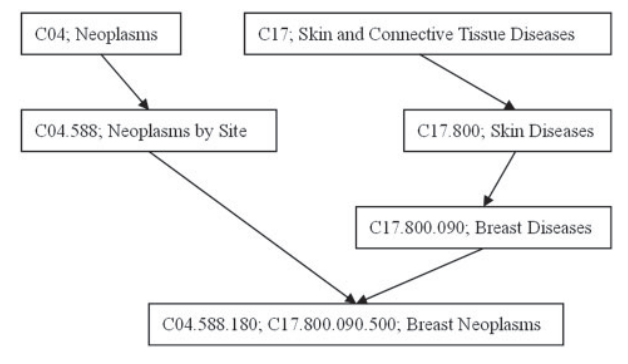 C04; Neoplasms
C17; Skin and Connective Tissue Diseases
C04.588; Neoplasms by Site
C17.800; Skin Diseases
C17.800.090; Breast Diseases
C04.588.180; C17.800.090.500; Breast Neoplasms